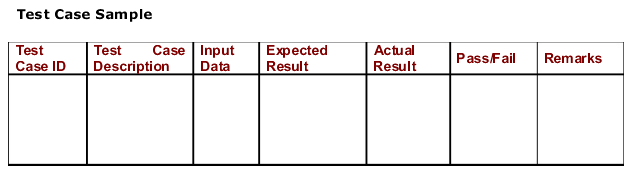 Test Case Sample
Test Case ID
Test Case Description
Input Data
Expected Result
Actual Result
Pass/Fail
Remarks